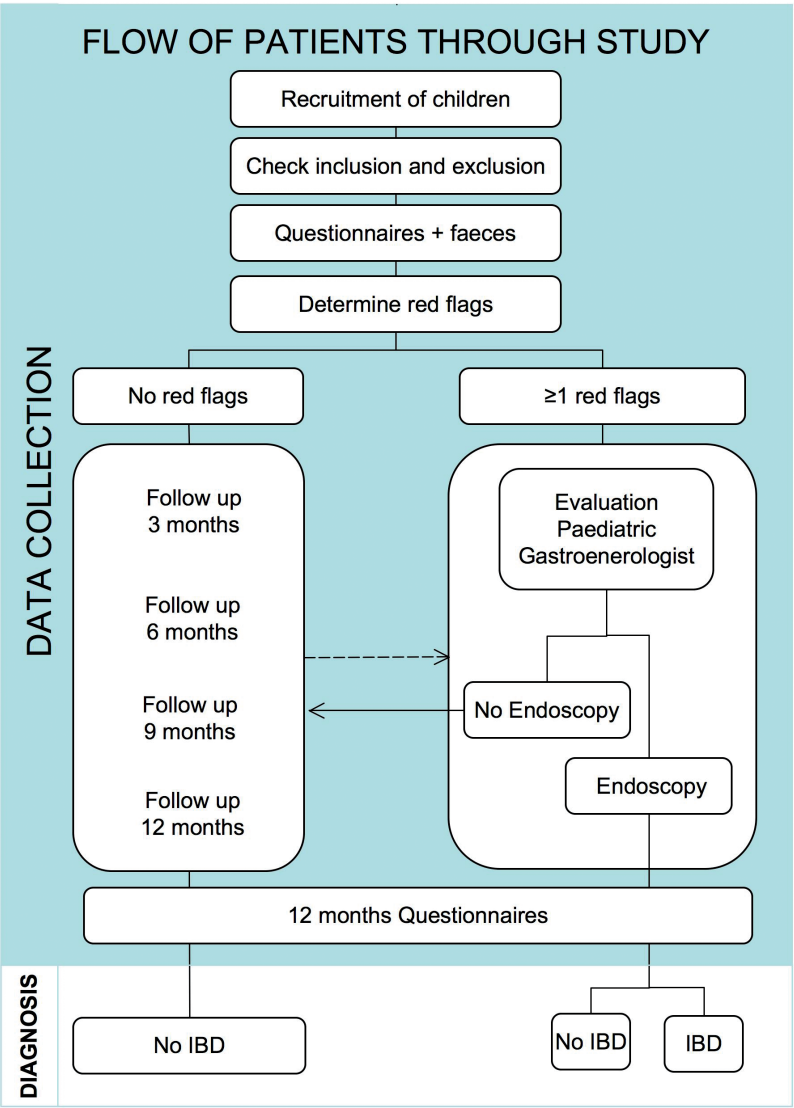 FLOW OF PATIENTS THROUGH STUDY
Recruitment of children
Check inclusion and exclusion
Questionnaires + faeces
Determine red flags
No red flags
≥1 red flags
DATA COLLECTION
Follow up
3 months
Follow up
6 months
Follow up
9 months
Follow up
12 months
Evaluation
Paediatric
Gastroenerologist
No Endoscopy
Endoscopy
12 months Questionnaires
DIAGNOSIS
No IBD
No IBD
IBD